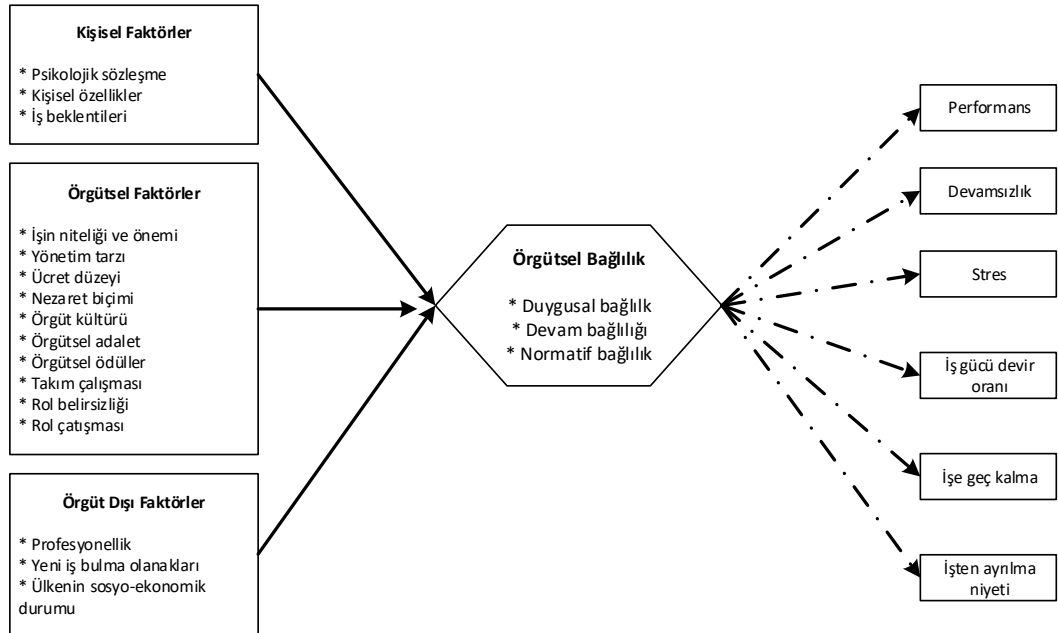 Kişisel Faktörler
* Psikolojik sözleşme
* Kişisel özellikler
* İş beklentileri
Örgütsel Faktörler
* İşin niteliği ve önemi
* Yönetim tarzı
* Ücret düzeyi
* Nezaret biçimi
* Örgüt kültürü
* Örgütsel adalet
* Örgütsel ödüller
* Takım çalışması
* Rol belirsizliği
* Rol çatışması
Örgüt Dışı Faktörler
* Profesyonellik
* Yeni iş bulma olanakları
* Ülkenin sosyo-ekonomik
durumu
Örgütsel Bağlılık
* Duygusal bağlılk
* Devam bağlılığı
* Normatif bağlılık
Performans
Devamsızlık
Stres
İş gücü devir
oranı
İşe geç kalma
İşten ayrılma
niyeti